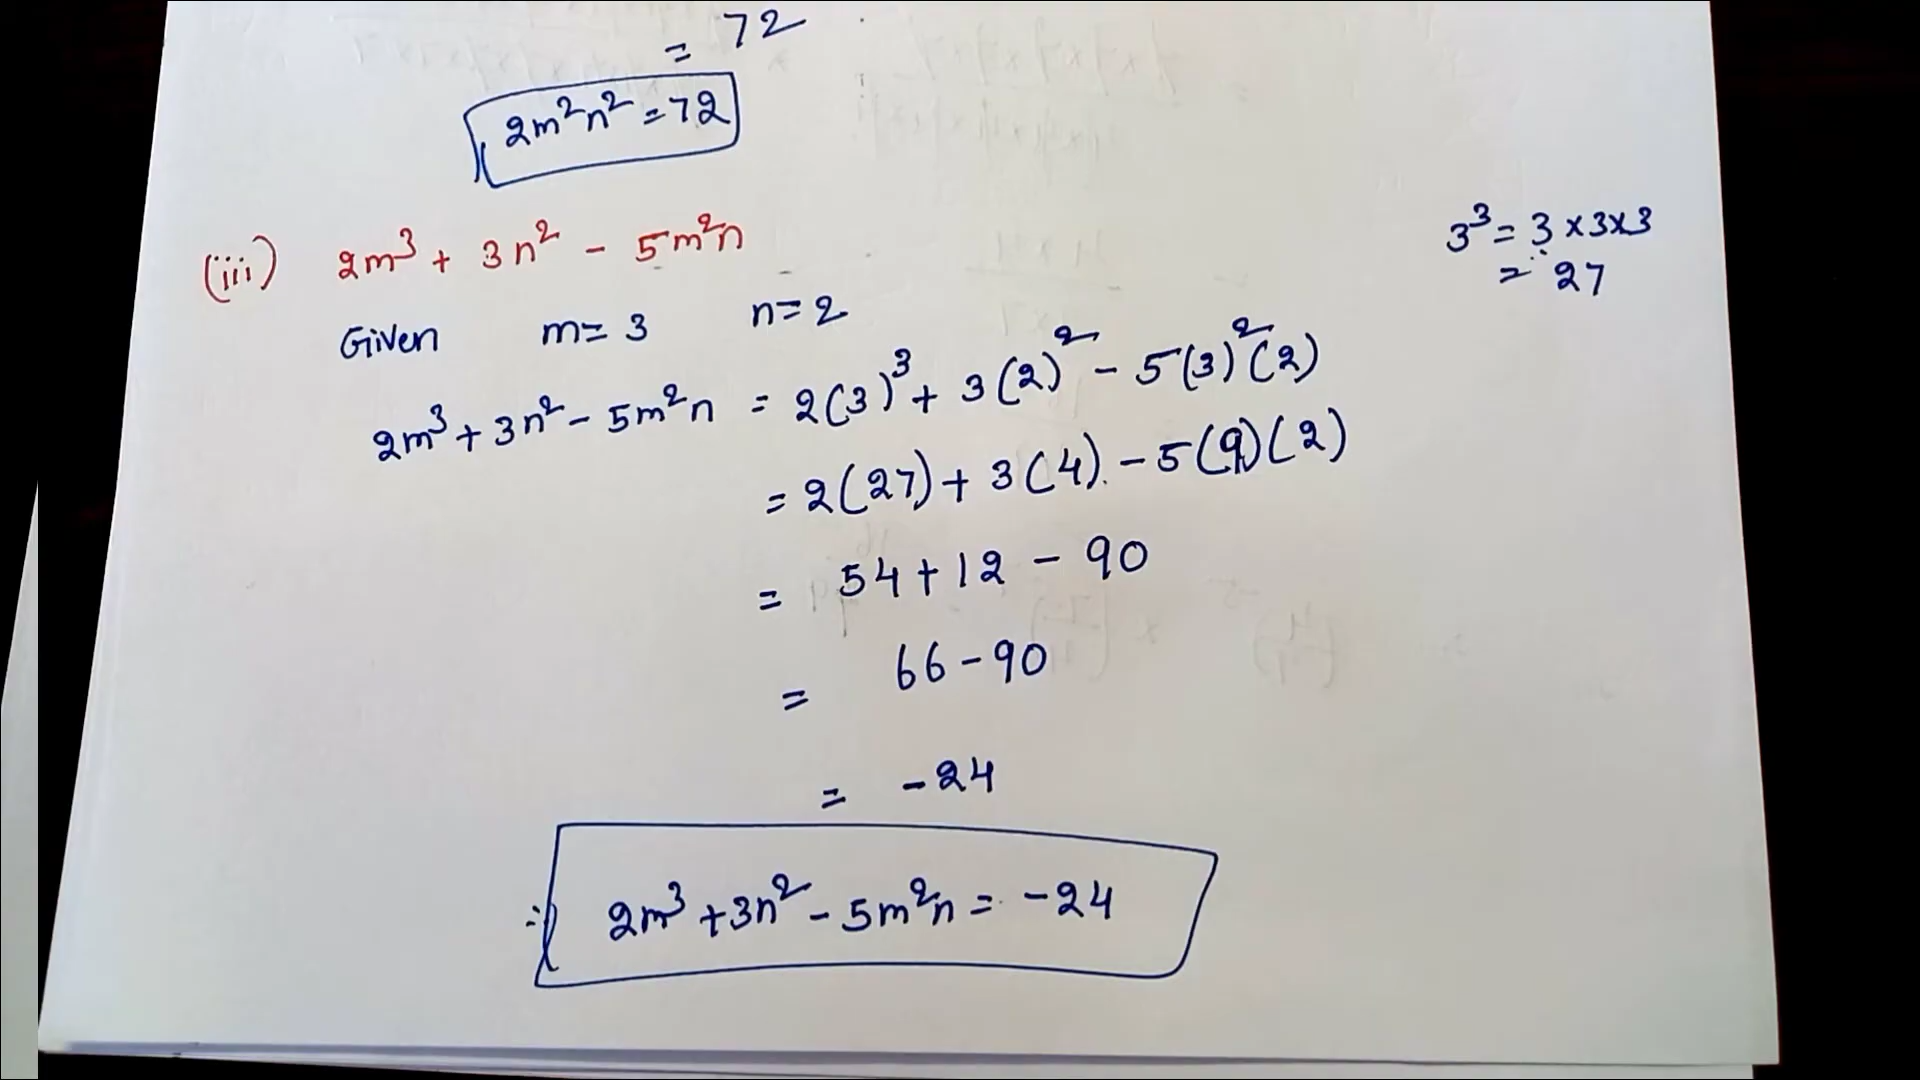 = 72
2m²n² = 72
(iii) 2m³ + 3n² - 5m²n
3³ = 3 × 3 × 3
= 27
Given m = 3 n = 2
2m³ + 3n² - 5m²n = 2(3)³ + 3(2)² - 5(3)²(2)
= 2(27) + 3(4) - 5(9)(2)
= 54 + 12 - 90
= 66 - 90
= -24
∴ 2m³ + 3n² - 5m²n = -24